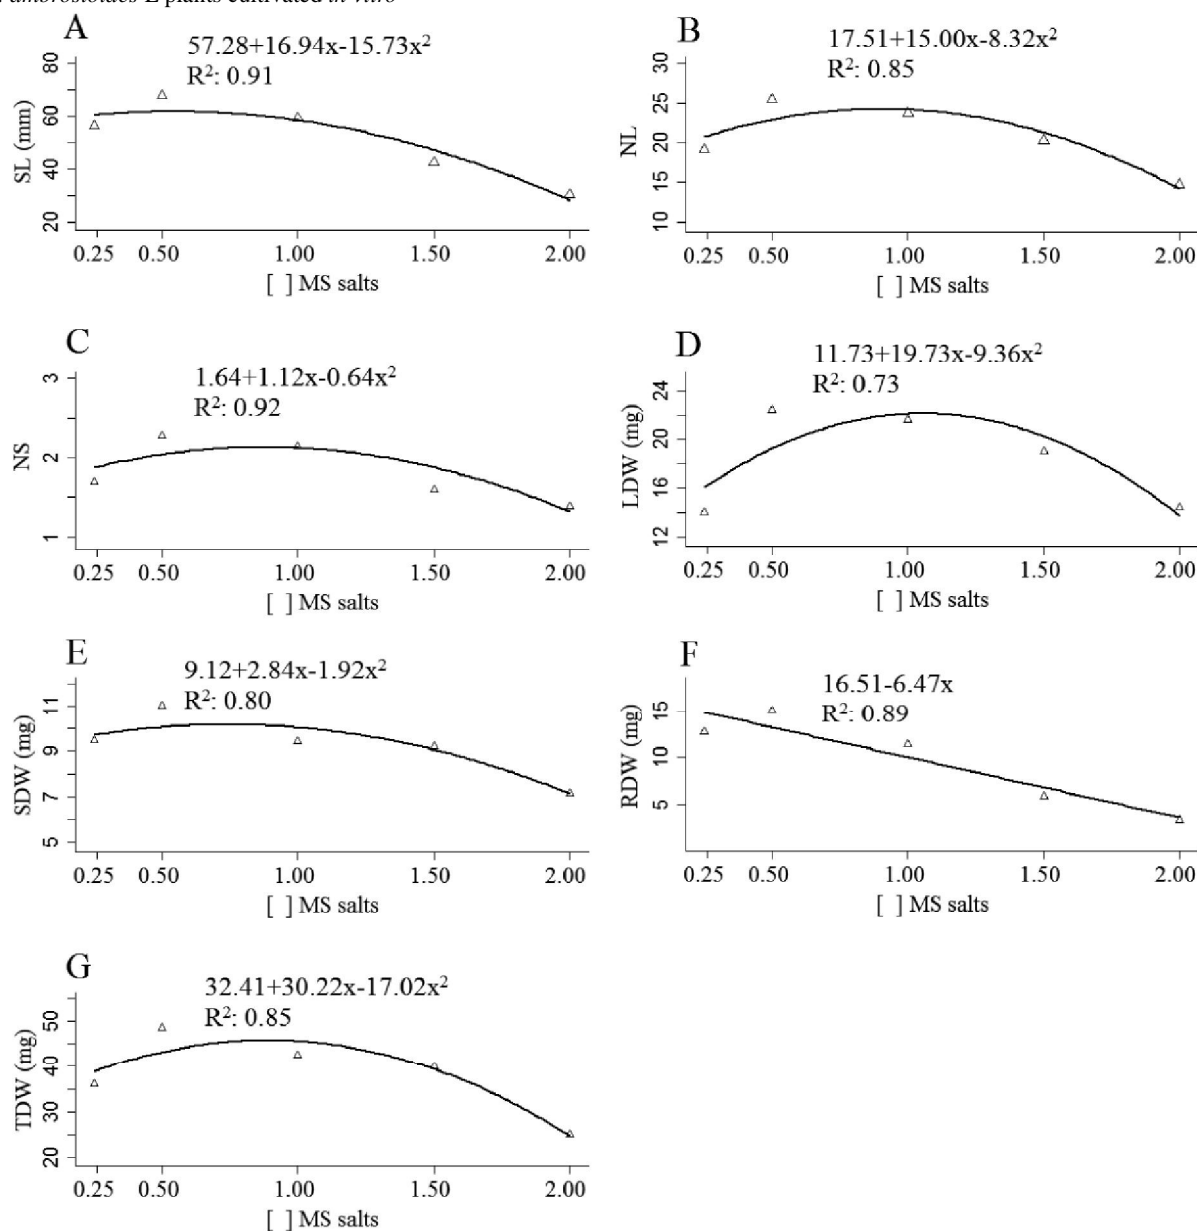 L plants cultivated in vitro
A
57.28+16.94x-15.73x²
R²: 0.91
SL (mm)
80
60
40
20
0.25 0.50 1.00 1.50 2.00
[ ] MS salts
B
17.51+15.00x-8.32x²
R²: 0.85
NL
30
25
20
15
10
0.25 0.50 1.00 1.50 2.00
[ ] MS salts
C
1.64+1.12x-0.64x²
R²: 0.92
NS
3
2
1
0.25 0.50 1.00 1.50 2.00
[ ] MS salts
D
11.73+19.73x-9.36x²
R²: 0.73
LDW (mg)
24
20
16
12
0.25 0.50 1.00 1.50 2.00
[ ] MS salts
E
9.12+2.84x-1.92x²
R²: 0.80
SDW (mg)
11
9
7
5
0.25 0.50 1.00 1.50 2.00
[ ] MS salts
F
16.51-6.47x
R²: 0.89
RDW (mg)
15
10
5
0.25 0.50 1.00 1.50 2.00
[ ] MS salts
G
32.41+30.22x-17.02x²
R²: 0.85
TDW (mg)
50
40
30
20
0.25 0.50 1.00 1.50 2.00
[ ] MS salts